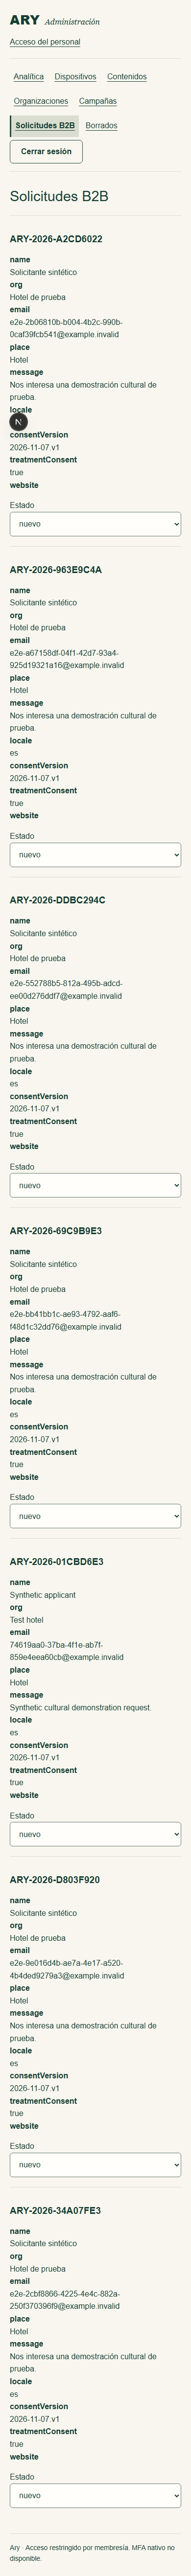 ARY Administración
Acceso del personal
Analítica Dispositivos Contenidos
Organizaciones Campañas
Solicitudes B2B Borrados
Cerrar sesión
Solicitudes B2B
ARY-2026-A2CD6022
name
Solicitante sintético
org
Hotel de prueba
email
e2e-2b06810b-b004-4b2c-990b-
0caf39fcb541@example.invalid
place
Hotel
message
Nos interesa una demostración cultural de
prueba.
locale
N
consentVersion
2026-11-07.v1
treatmentConsent
true
website
Estado
nuevo
ARY-2026-963E9C4A
name
Solicitante sintético
org
Hotel de prueba
email
e2e-a67158df-04f1-42d7-93a4-
925d19321a16@example.invalid
place
Hotel
message
Nos interesa una demostración cultural de
prueba.
locale
es
consentVersion
2026-11-07.v1
treatmentConsent
true
website
Estado
nuevo
ARY-2026-DDBC294C
name
Solicitante sintético
org
Hotel de prueba
email
e2e-552788b5-812a-495b-adcd-
ee00d276ddf7@example.invalid
place
Hotel
message
Nos interesa una demostración cultural de
prueba.
locale
es
consentVersion
2026-11-07.v1
treatmentConsent
true
website
Estado
nuevo
ARY-2026-69C9B9E3
name
Solicitante sintético
org
Hotel de prueba
email
e2e-bb41bb1c-ae93-4792-aaf6-
f48d1c32dd76@example.invalid
place
Hotel
message
Nos interesa una demostración cultural de
prueba.
locale
es
consentVersion
2026-11-07.v1
treatmentConsent
true
website
Estado
nuevo
ARY-2026-01CBD6E3
name
Synthetic applicant
org
Test hotel
email
74619aa0-37ba-4f1e-ab7f-
859e4eea60cb@example.invalid
place
Hotel
message
Synthetic cultural demonstration request.
locale
es
consentVersion
2026-11-07.v1
treatmentConsent
true
website
Estado
nuevo
ARY-2026-D803F920
name
Solicitante sintético
org
Hotel de prueba
email
e2e-9e016d4b-ae7a-4e17-a520-
4b4ded9279a3@example.invalid
place
Hotel
message
Nos interesa una demostración cultural de
prueba.
locale
es
consentVersion
2026-11-07.v1
treatmentConsent
true
website
Estado
nuevo
ARY-2026-34A07FE3
name
Solicitante sintético
org
Hotel de prueba
email
e2e-2cbf8866-4225-4e4c-882a-
250f370396f9@example.invalid
place
Hotel
message
Nos interesa una demostración cultural de
prueba.
locale
es
consentVersion
2026-11-07.v1
treatmentConsent
true
website
Estado
nuevo
Ary · Acceso restringido por membresía. MFA nativo no
disponible.